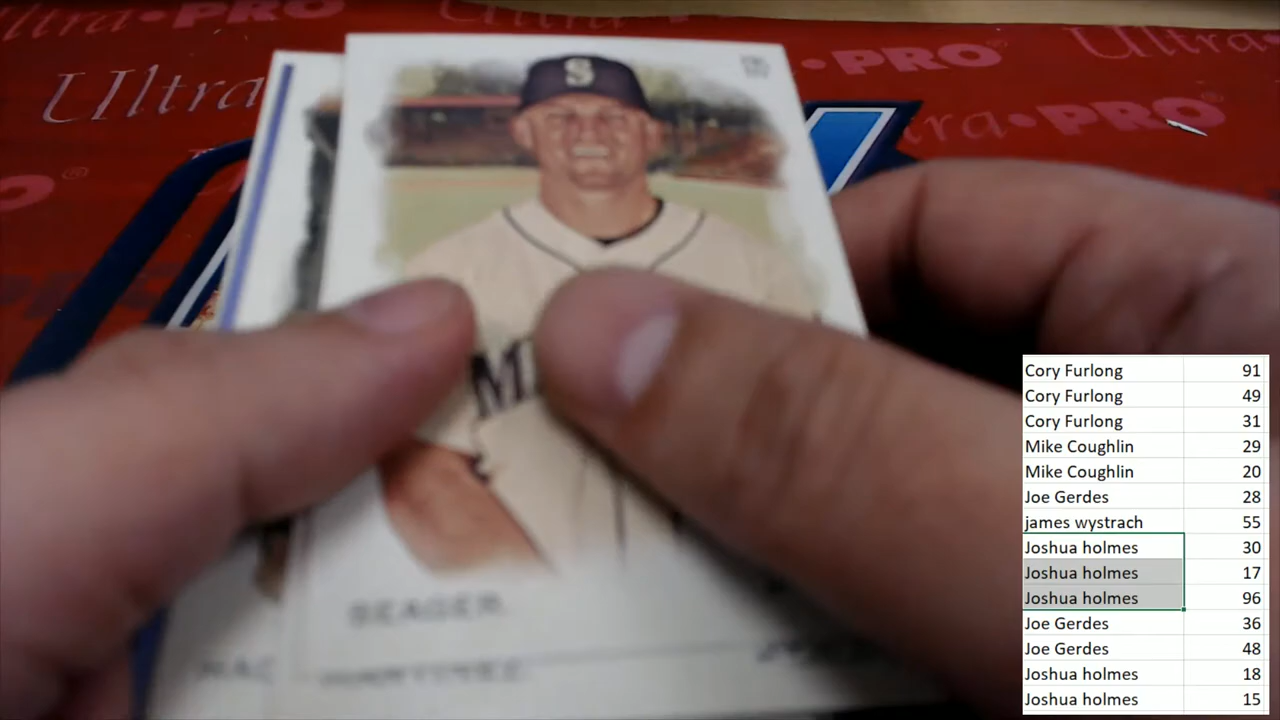 Ultra•PRO
Ultra
PRO
PRO®
S
M
SEAGER
MARTINEZ
Cory Furlong 91
Cory Furlong 49
Cory Furlong 31
Mike Coughlin 29
Mike Coughlin 20
Joe Gerdes 28
james wystrach 55
Joshua holmes 30
Joshua holmes 17
Joshua holmes 96
Joe Gerdes 36
Joe Gerdes 48
Joshua holmes 18
Joshua holmes 15